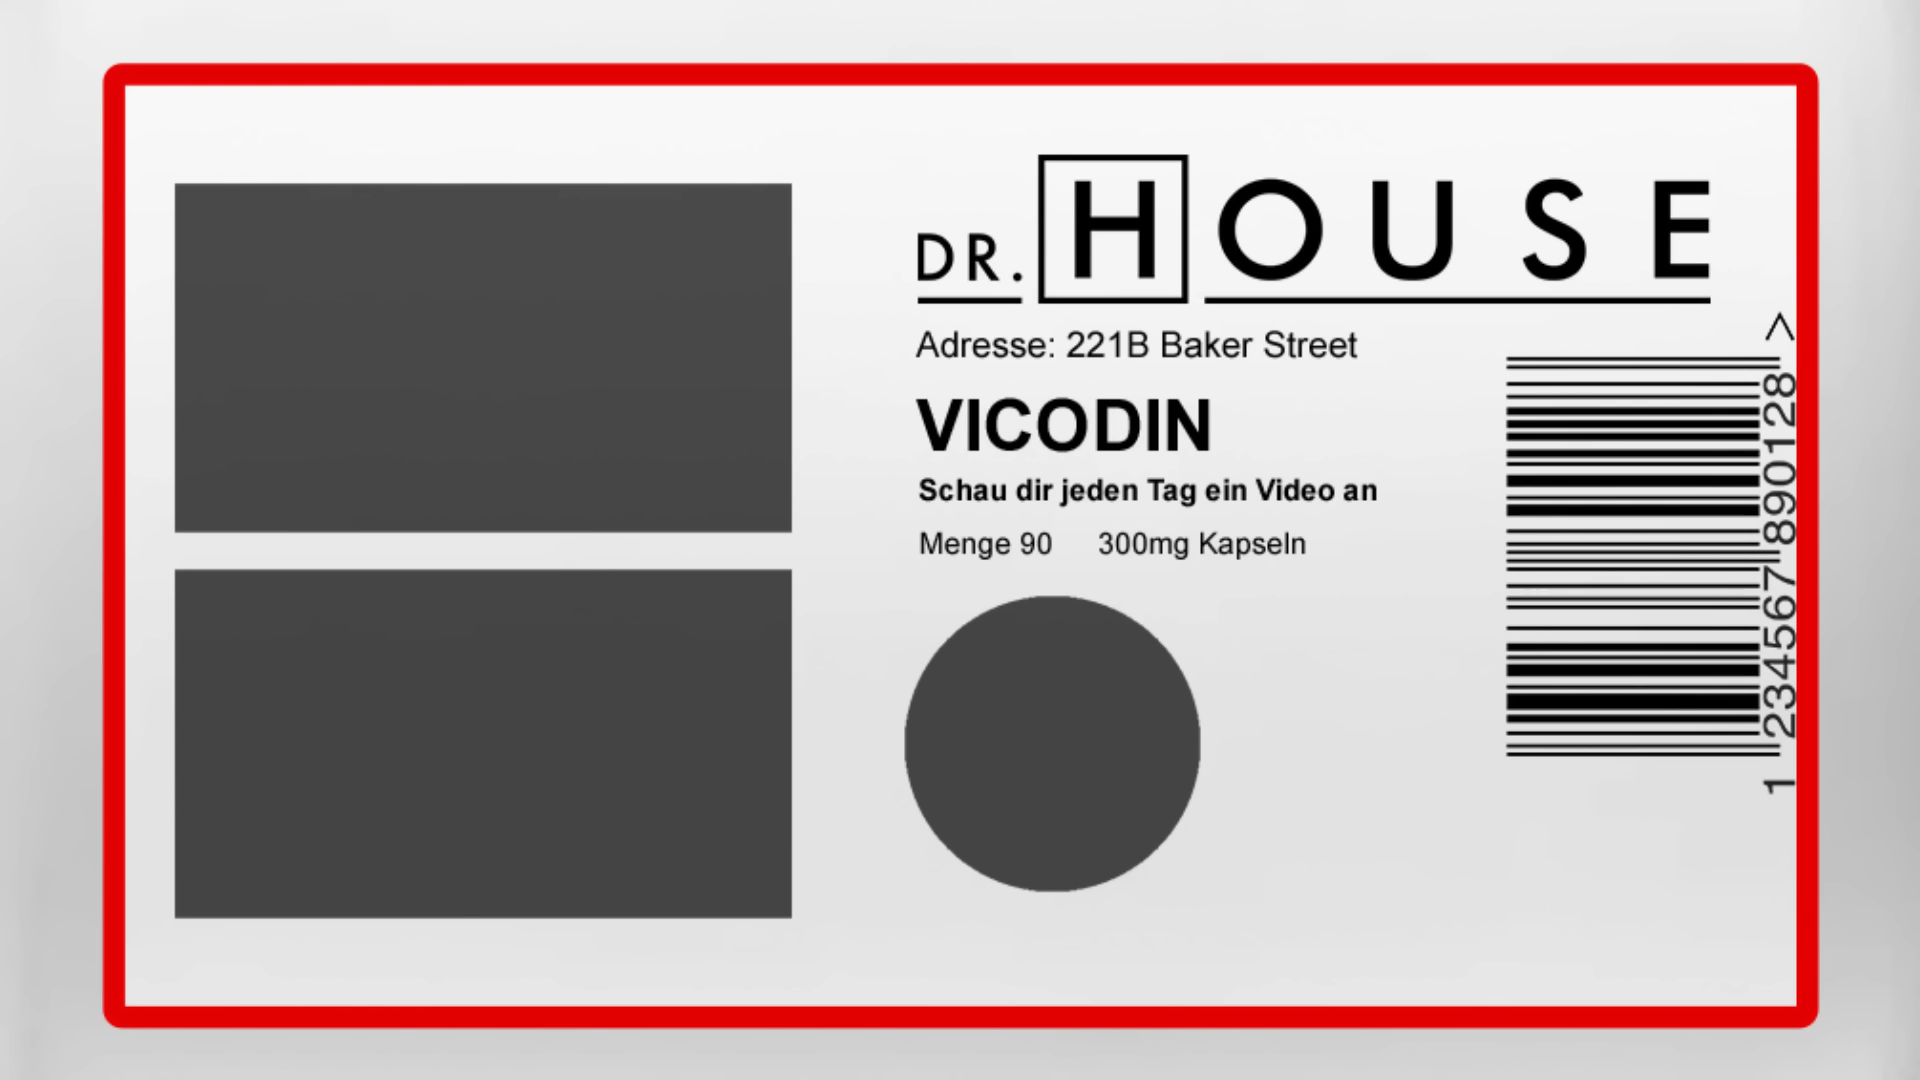 DR. HOUSE
Adresse: 221B Baker Street
VICODIN
Schau dir jeden Tag ein Video an
Menge 90 300mg Kapseln
1 234567 890128 >